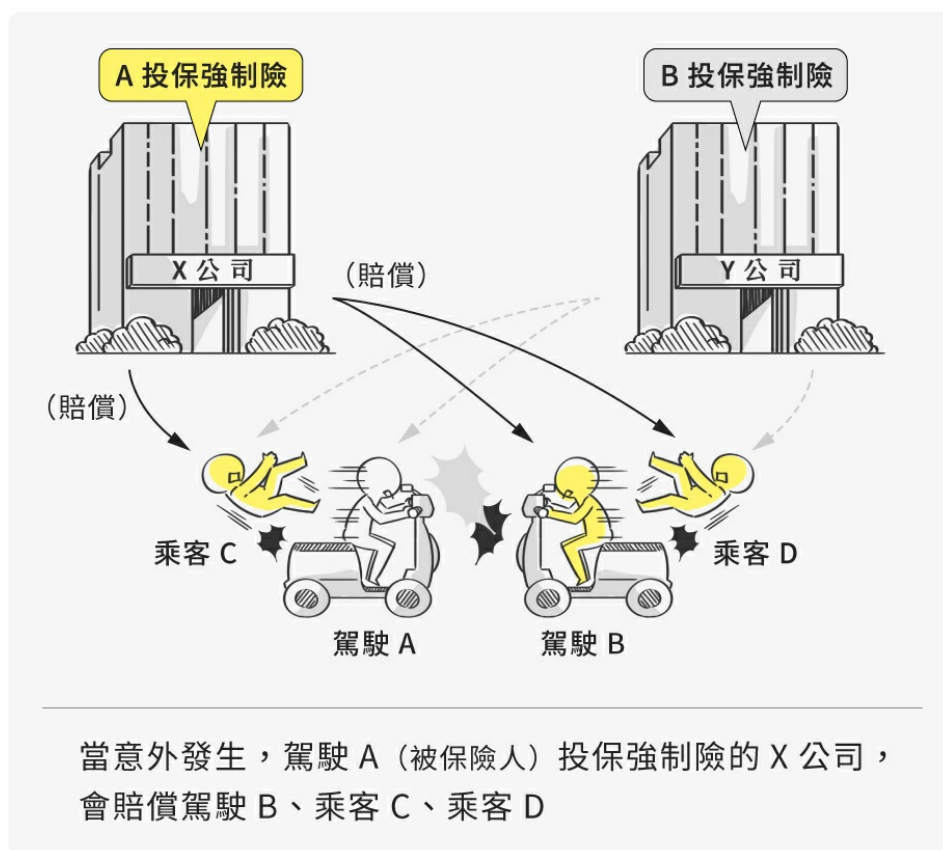 A 投保強制險
B 投保強制險
X 公司
Y 公司
（賠償）
（賠償）
乘客 C
乘客 D
駕駛 A
駕駛 B
當意外發生，駕駛 A（被保險人）投保強制險的 X 公司，
會賠償駕駛 B、乘客 C、乘客 D